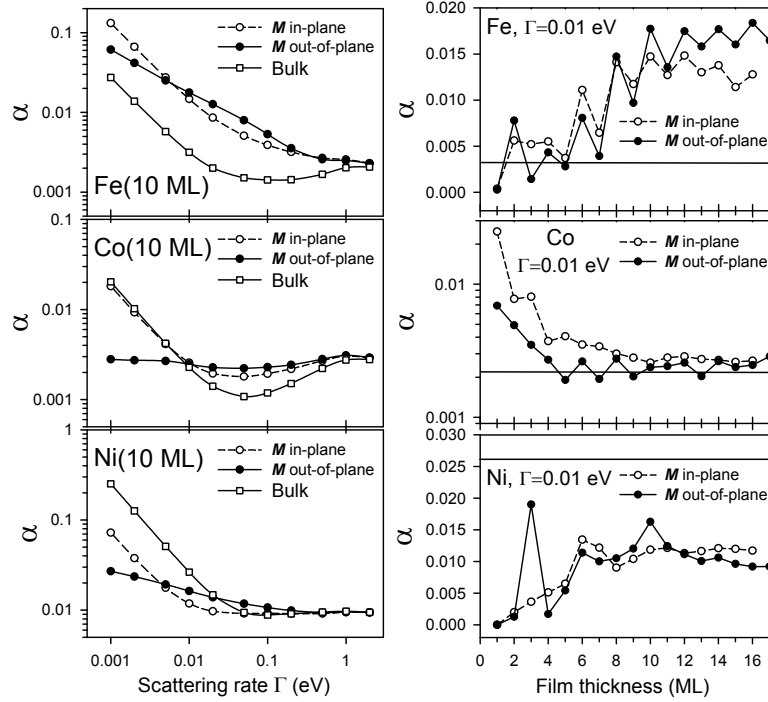 0.1
0.01
0.001
α
M in-plane
M out-of-plane
Bulk
Fe(10 ML)
0.1
0.01
0.001
α
Co(10 ML)
M in-plane
M out-of-plane
Bulk
1
0.1
0.01
α
Ni(10 ML)
M in-plane
M out-of-plane
Bulk
0.001 0.01 0.1 1
Scattering rate Γ (eV)
0.020
0.015
0.010
0.005
0.000
α
Fe, Γ=0.01 eV
M in-plane
M out-of-plane
0.01
0.001
α
Co
Γ=0.01 eV
M in-plane
M out-of-plane
0.030
0.025
0.020
0.015
0.010
0.005
0.000
α
Ni, Γ=0.01 eV
M in-plane
M out-of-plane
0 2 4 6 8 10 12 14 16
Film thickness (ML)